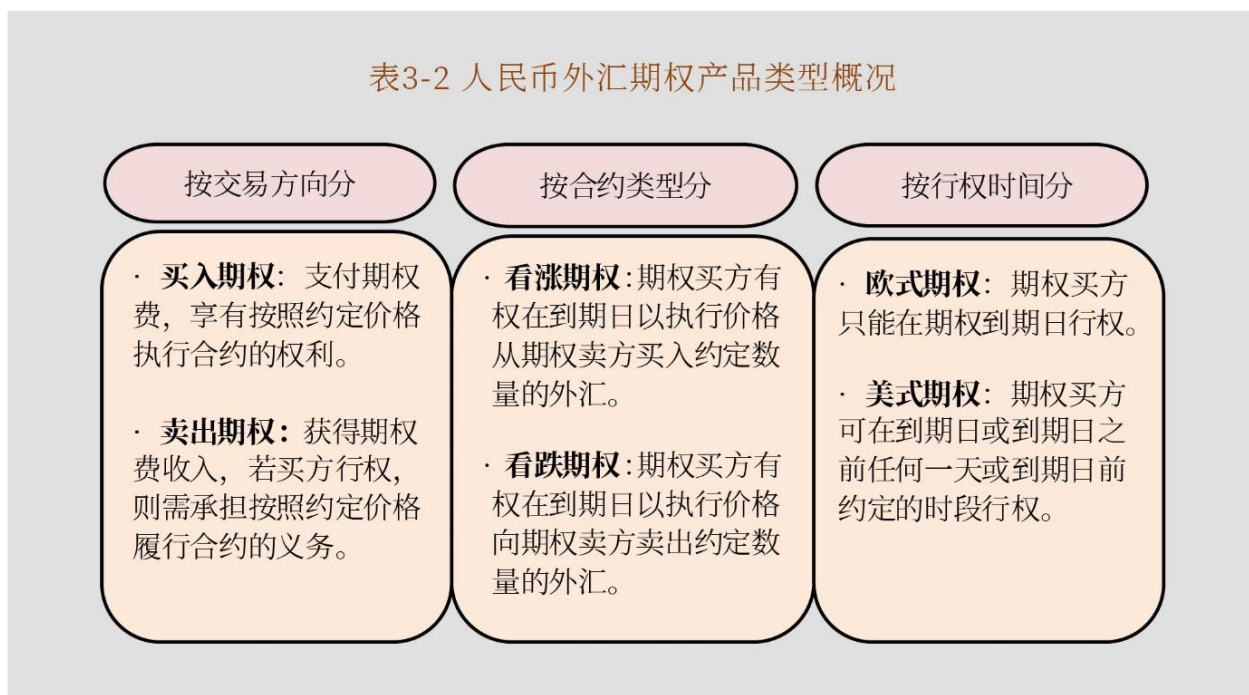 表3-2 人民币外汇期权产品类型概况
按交易方向分
· 买入期权：支付期权
费，享有按照约定价格
执行合约的权利。
· 卖出期权：获得期权
费收入，若买方行权，
则需承担按照约定价格
履行合约的义务。
按合约类型分
· 看涨期权：期权买方有
权在到期日以执行价格
从期权卖方买入约定数
量的外汇。
· 看跌期权：期权买方有
权在到期日以执行价格
向期权卖方卖出约定数
量的外汇。
按行权时间分
· 欧式期权：期权买方
只能在期权到期日行权。
· 美式期权：期权买方
可在到期日或到期日之
前任何一天或到期日前
约定的时段行权。